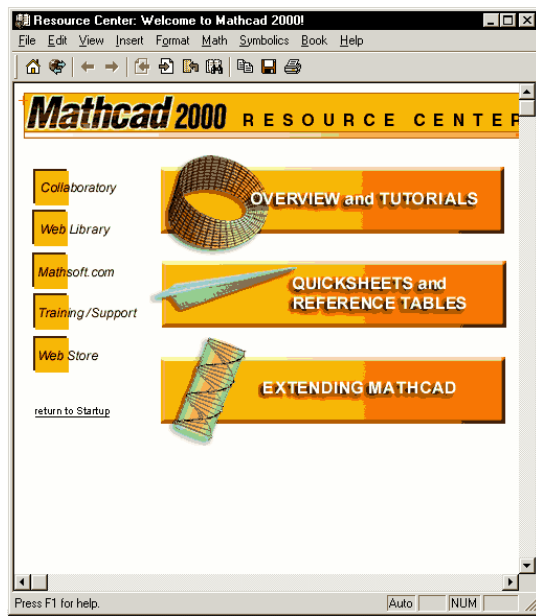 Resource Center: Welcome to Mathcad 2000!
File Edit View Insert Format Math Symbolics Book Help
Mathcad 2000 RESOURCE CENTER
Collaboratory
Web Library
Mathsoft.com
Training/Support
Web Store
return to Startup
OVERVIEW and TUTORIALS
QUICKSHEETS and
REFERENCE TABLES
EXTENDING MATHCAD
Press F1 for help.
Auto NUM